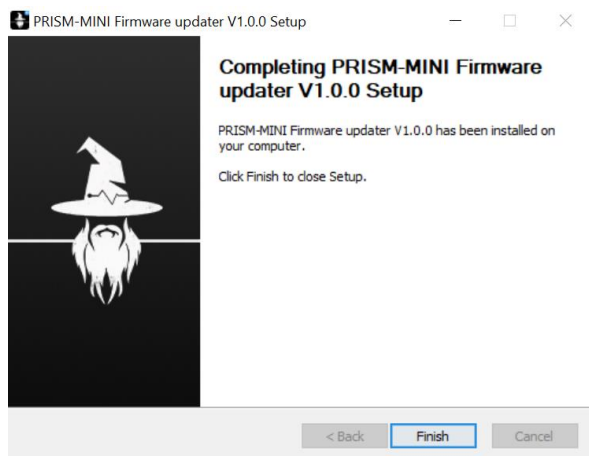 PRISM-MINI Firmware updater V1.0.0 Setup
Completing PRISM-MINI Firmware
updater V1.0.0 Setup
PRISM-MINI Firmware updater V1.0.0 has been installed on
your computer.
Click Finish to close Setup.
< Back Finish Cancel